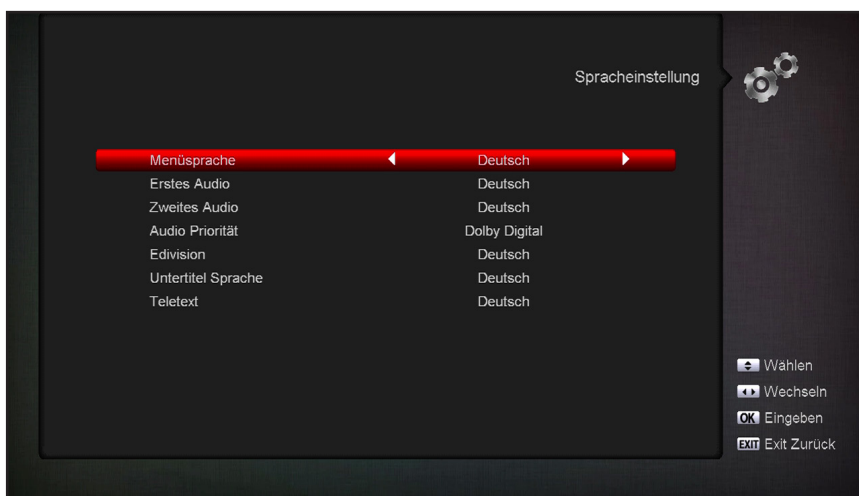 Spracheinstellung
Menüsprache Deutsch
Erstes Audio Deutsch
Zweites Audio Deutsch
Audio Priorität Dolby Digital
Edivision Deutsch
Untertitel Sprache Deutsch
Teletext Deutsch
Wählen
Wechseln
OK Eingeben
EXIT Exit Zurück